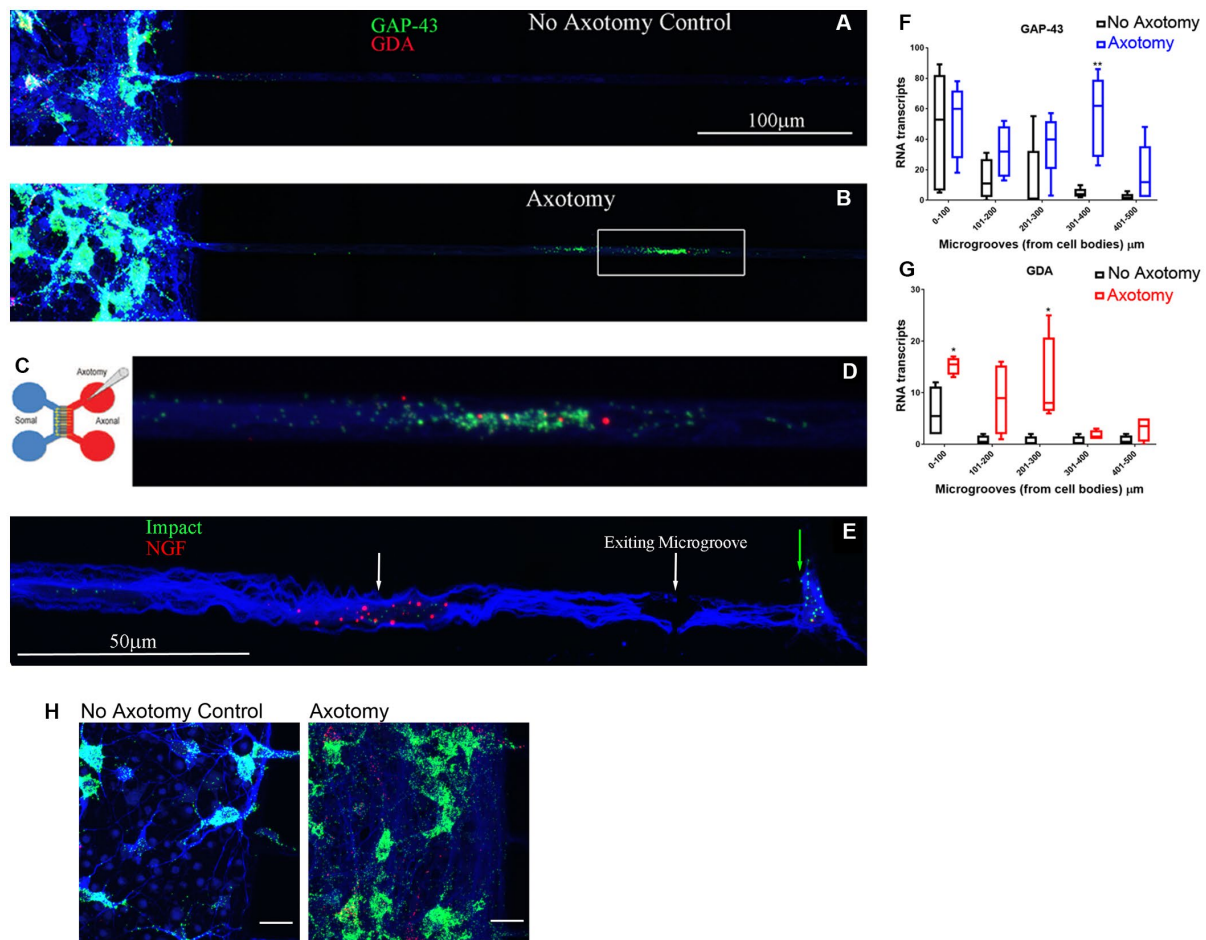 GAP-43
GDA
No Axotomy Control
A
100μm
Axotomy
B
C
Axotomy
Somal
Axonal
D
Impact
NGF
Exiting Microgroove
E
50μm
F
GAP-43
No Axotomy
Axotomy
RNA transcripts
100
80
60
40
20
0
**
0-100
101-200
201-300
301-400
401-500
Microgrooves (from cell bodies) μm
G
GDA
No Axotomy
Axotomy
RNA transcripts
30
20
10
0
*
*
0-100
101-200
201-300
301-400
401-500
Microgrooves (from cell bodies) μm
H
No Axotomy Control
Axotomy